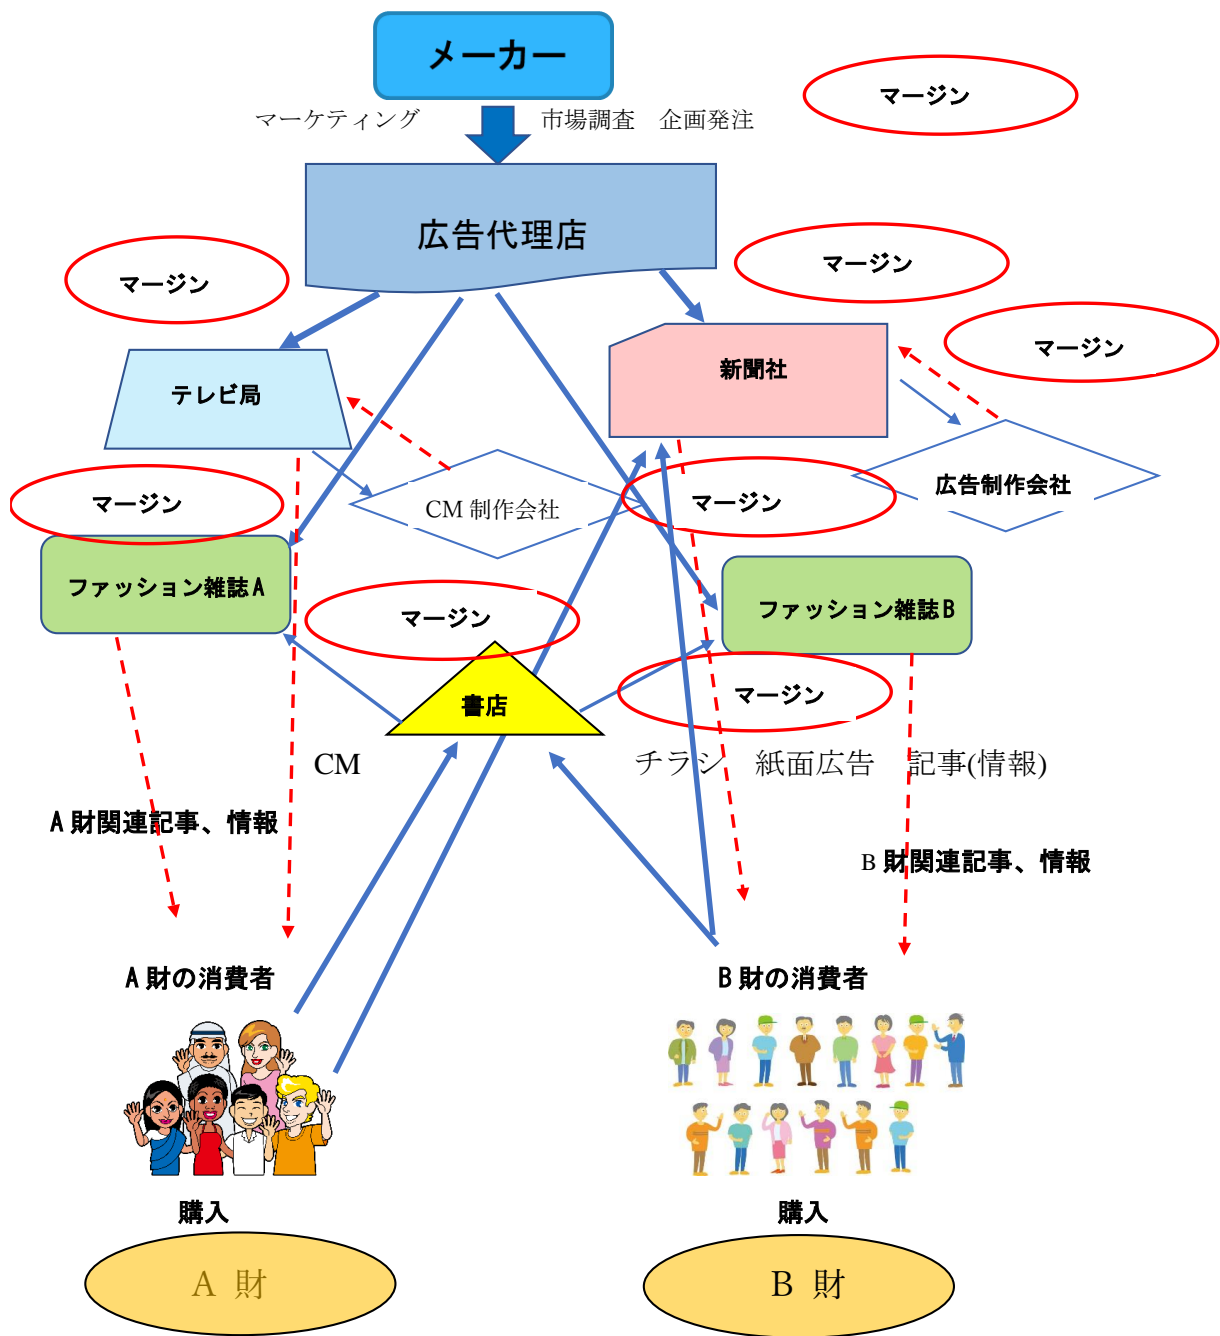 メーカー
マージン
マーケティング
市場調査　企画発注
広告代理店
マージン
マージン
マージン
新聞社
テレビ局
マージン
マージン
広告制作会社
CM 制作会社
ファッション雑誌A
マージン
ファッション雑誌B
マージン
書店
CM
チラシ　紙面広告　記事(情報)
A 財関連記事、情報
B 財関連記事、情報
A 財の消費者
B 財の消費者
購入
購入
A 財
B 財